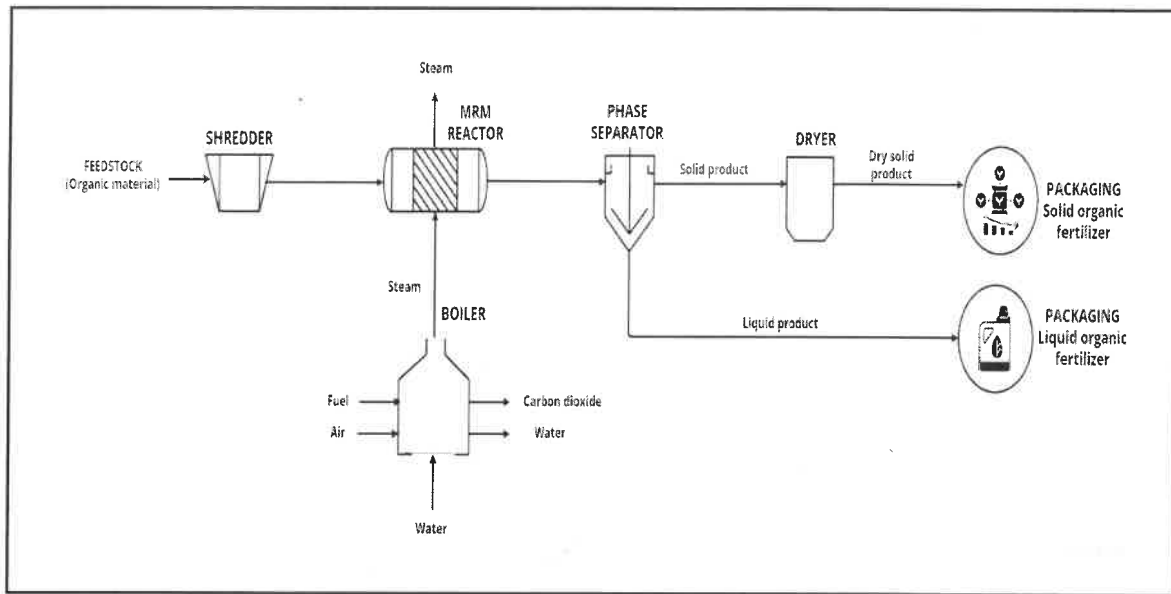 Steam
MRM
REACTOR
PHASE
SEPARATOR
SHREDDER
DRYER
FEEDSTOCK
(Organic material)
Solid product
Dry solid
product
PACKAGING
Solid organic
fertilizer
Steam
BOILER
Liquid product
PACKAGING
Liquid organic
fertilizer
Fuel
Carbon dioxide
Air
Water
Water